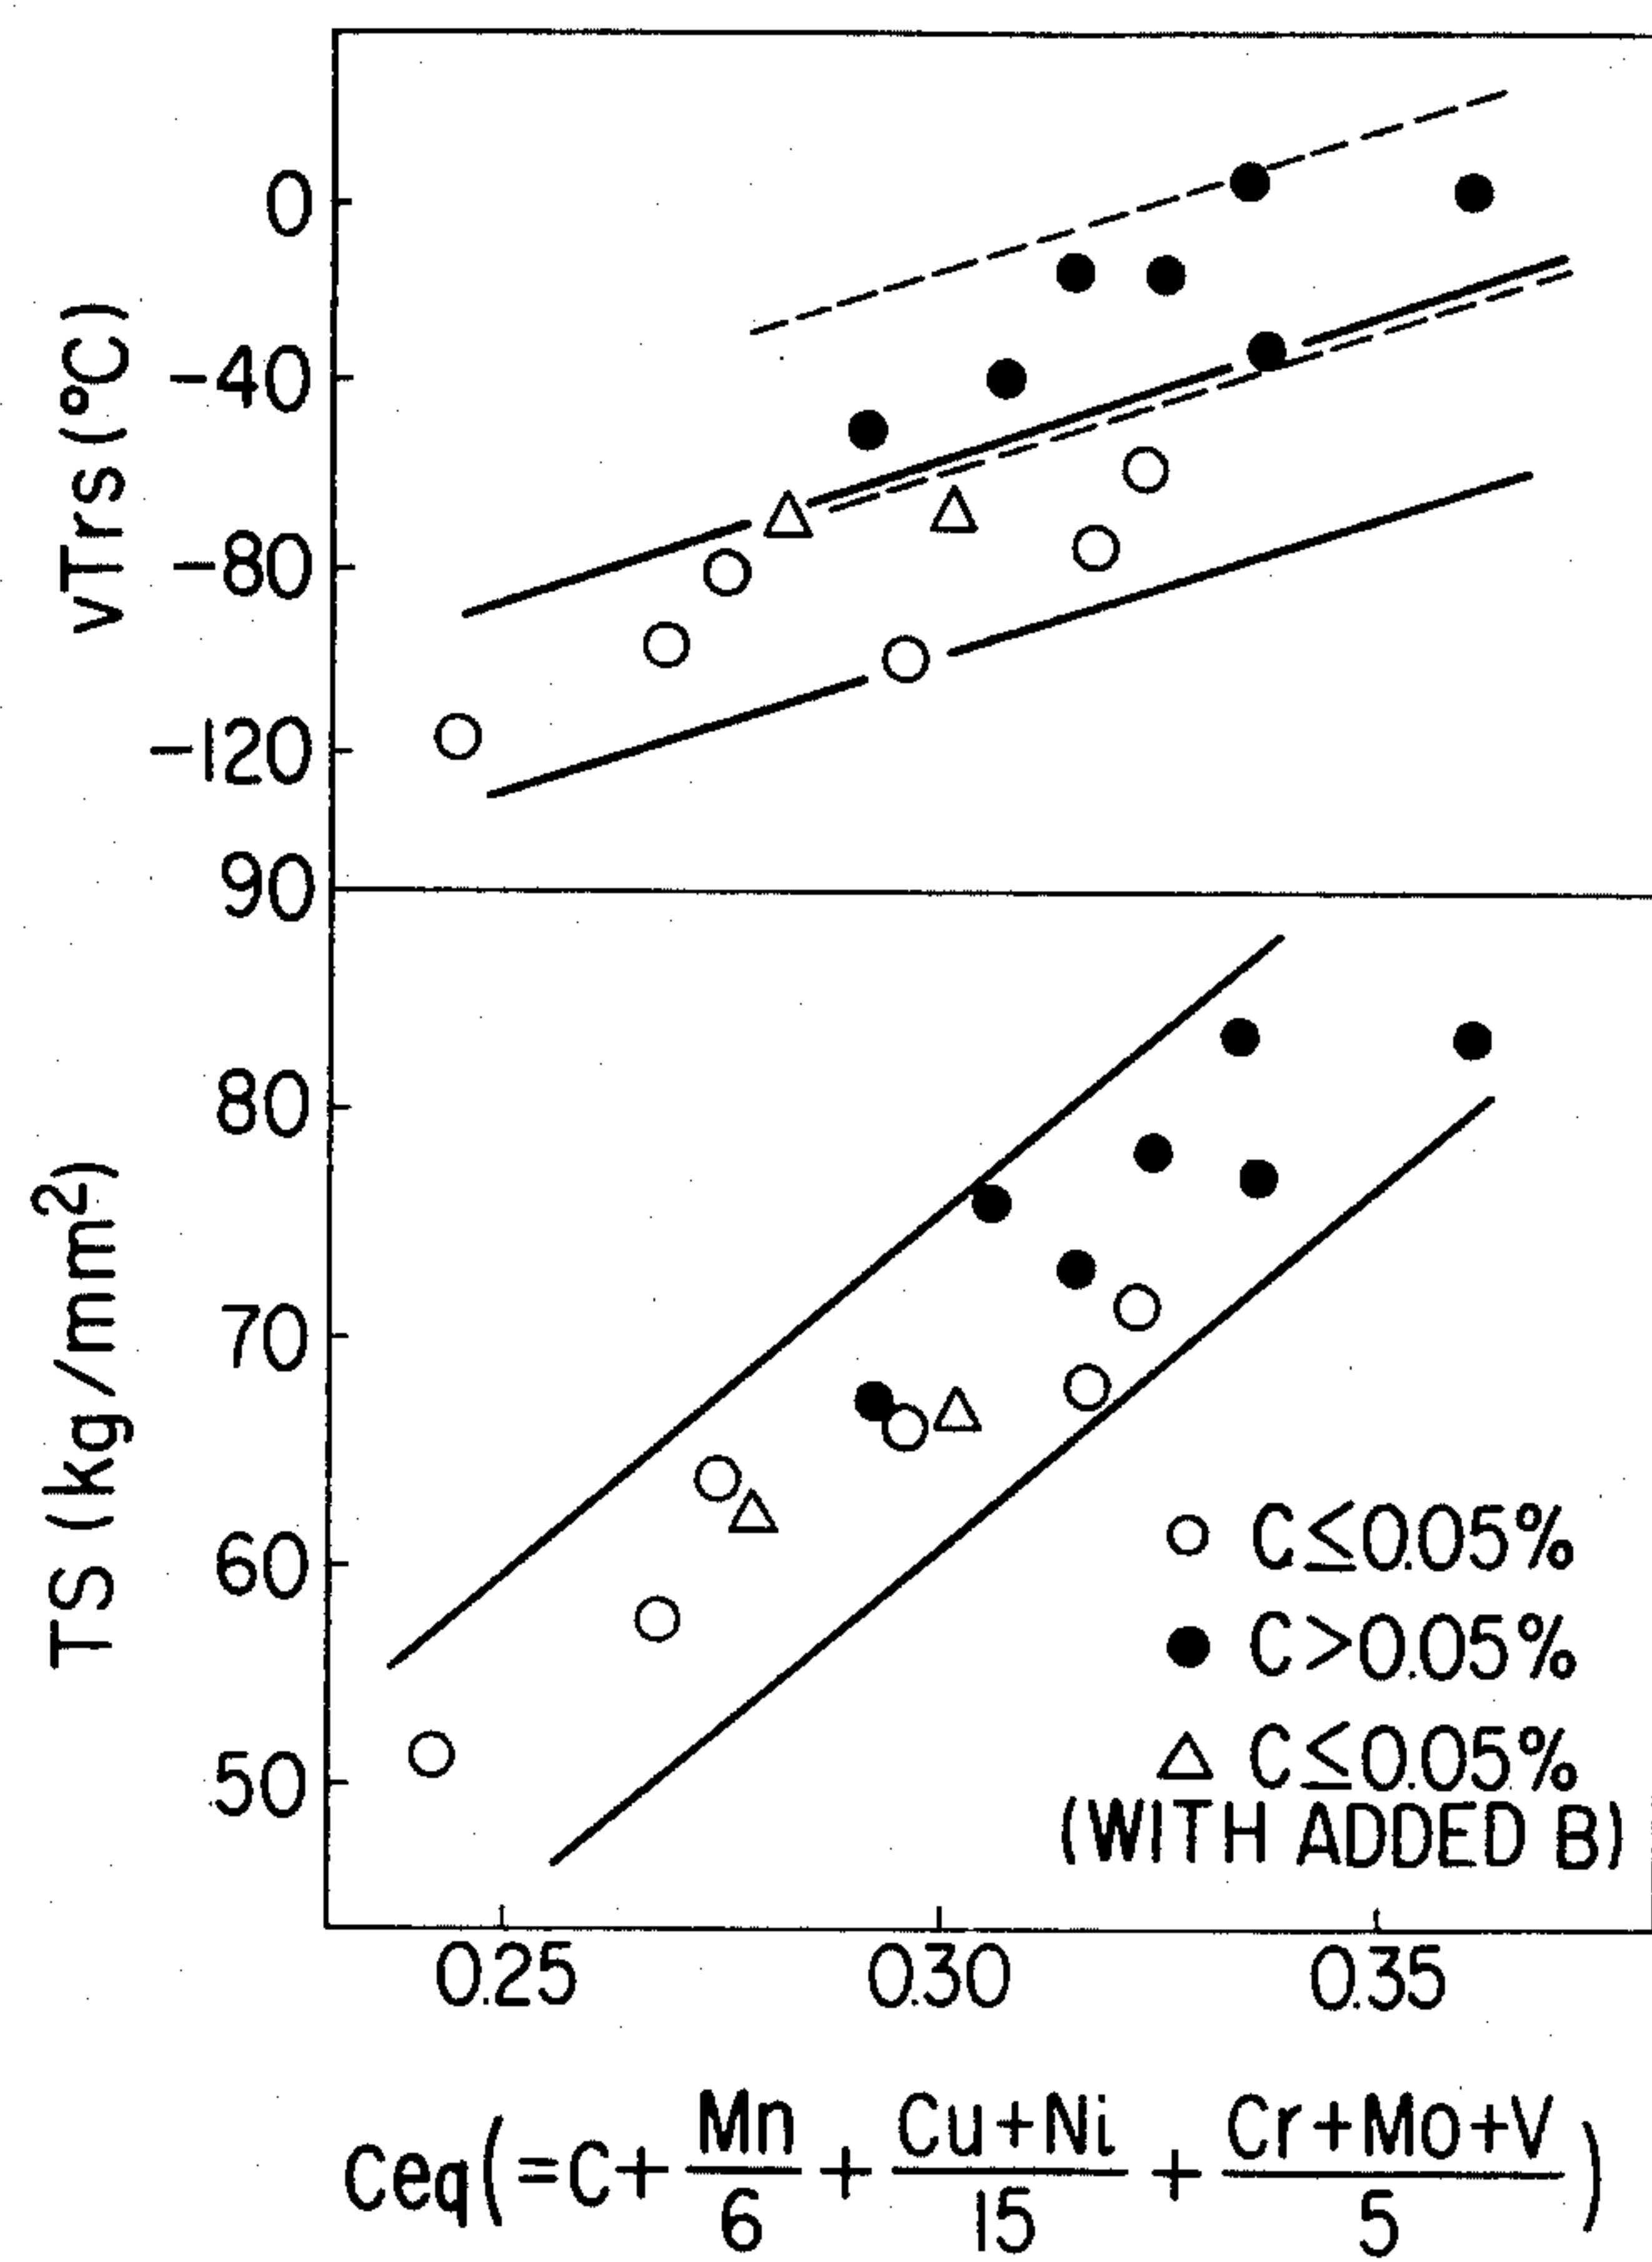 vTrs (°C)
0
-40
-80
-120
TS (kg/mm²)
90
80
70
60
50
○ C≤0.05%
● C>0.05%
△ C≤0.05%
(WITH ADDED B)
0.25 0.30 0.35
Ceq(=C+Mn/6+Cu+Ni/15+Cr+Mo+V/5)